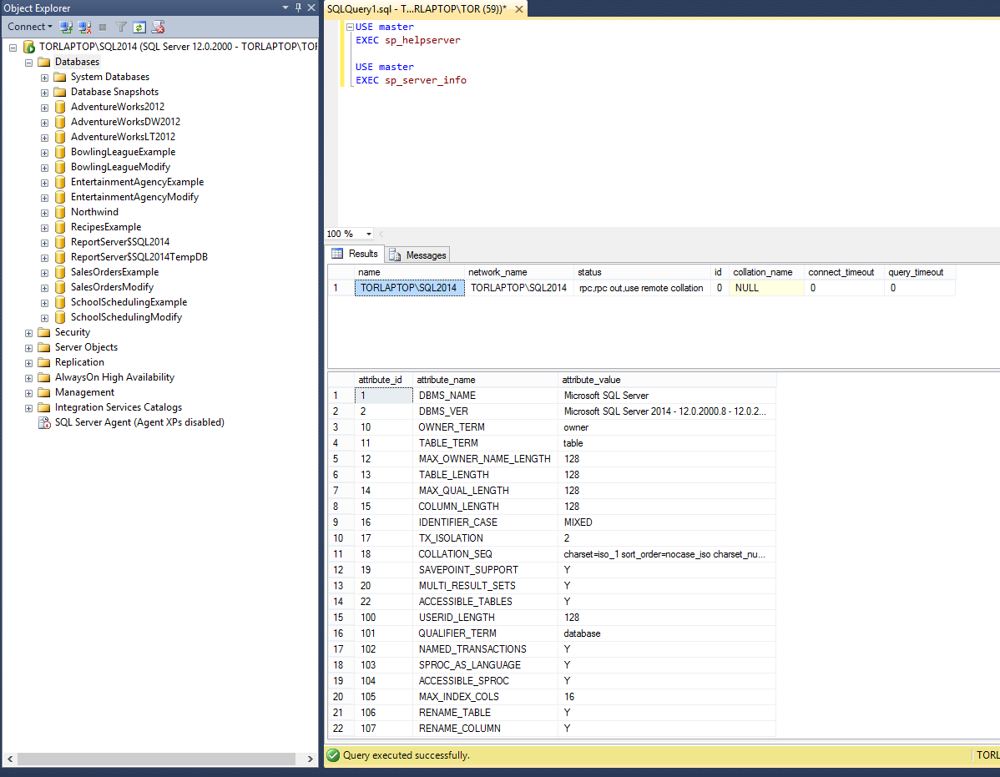 Object Explorer
Connect
TORLAPTOP\SQL2014 (SQL Server 12.0.2000 - TORLAPTOP\TOR
Databases
System Databases
Database Snapshots
AdventureWorks2012
AdventureWorksDW2012
AdventureWorksLT2012
BowlingLeagueExample
BowlingLeagueModify
EntertainmentAgencyExample
EntertainmentAgencyModify
Northwind
RecipesExample
ReportServer$SQL2014
ReportServer$SQL2014TempDB
SalesOrdersExample
SalesOrdersModify
SchoolSchedulingExample
SchoolSchedulingModify
Security
Server Objects
Replication
AlwaysOn High Availability
Management
Integration Services Catalogs
SQL Server Agent (Agent XPs disabled)
SQLQuery1.sql - T...RLAPTOP\TOR (59))*
USE master
EXEC sp_helpserver
USE master
EXEC sp_server_info
100 %
Results Messages
name network_name status id collation_name connect_timeout query_timeout
1 TORLAPTOP\SQL2014 TORLAPTOP\SQL2014 rpc,rpc out,use remote collation 0 NULL 0 0
attribute_id attribute_name attribute_value
1 1 DBMS_NAME Microsoft SQL Server
2 2 DBMS_VER Microsoft SQL Server 2014 - 12.0.2000.8 - 12.0.2...
3 10 OWNER_TERM owner
4 11 TABLE_TERM table
5 12 MAX_OWNER_NAME_LENGTH 128
6 13 TABLE_LENGTH 128
7 14 MAX_QUAL_LENGTH 128
8 15 COLUMN_LENGTH 128
9 16 IDENTIFIER_CASE MIXED
10 17 TX_ISOLATION 2
11 18 COLLATION_SEQ charset=iso_1 sort_order=nocase_iso charset_nu...
12 19 SAVEPOINT_SUPPORT Y
13 20 MULTI_RESULT_SETS Y
14 22 ACCESSIBLE_TABLES Y
15 100 USERID_LENGTH 128
16 101 QUALIFIER_TERM database
17 102 NAMED_TRANSACTIONS Y
18 103 SPROC_AS_LANGUAGE Y
19 104 ACCESSIBLE_SPROC Y
20 105 MAX_INDEX_COLS 16
21 106 RENAME_TABLE Y
22 107 RENAME_COLUMN Y
Query executed successfully. TORL